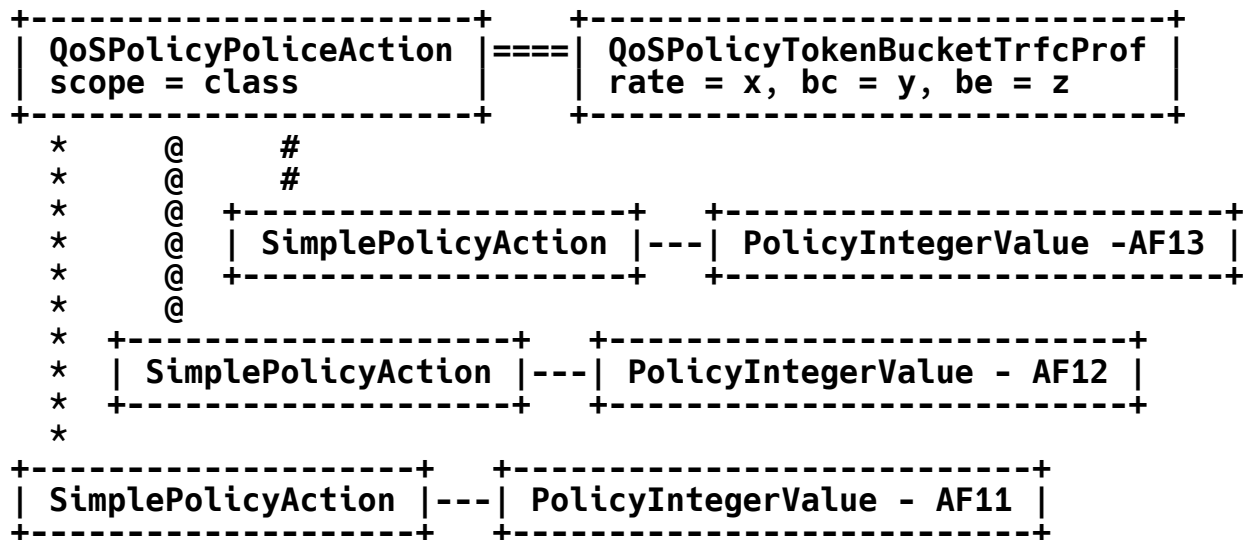 +-----------------------+    +------------------------------+
| QoSPolicyPoliceAction |====| QoSPolicyTokenBucketTrfcProf |
| scope = class         |    | rate = x, bc = y, be = z     |
+-----------------------+    +------------------------------+
  *     @     #
  *     @     #
  *     @  +--------------------+   +--------------------------+
  *     @  | SimplePolicyAction |---| PolicyIntegerValue -AF13 |
  *     @  +--------------------+   +--------------------------+
  *     @
  *  +--------------------+   +---------------------------+
  *  | SimplePolicyAction |---| PolicyIntegerValue - AF12 |
  *  +--------------------+   +---------------------------+
  *
+--------------------+   +---------------------------+
| SimplePolicyAction |---| PolicyIntegerValue - AF11 |
+--------------------+   +---------------------------+